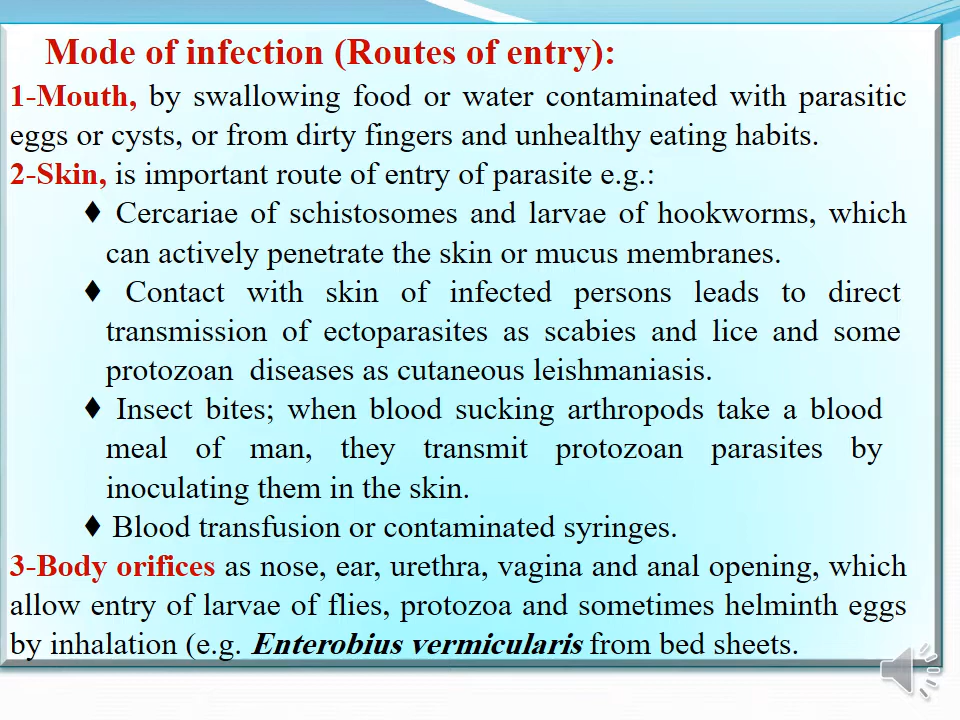 Mode of infection (Routes of entry):
1-Mouth, by swallowing food or water contaminated with parasitic
eggs or cysts, or from dirty fingers and unhealthy eating habits.
2-Skin, is important route of entry of parasite e.g.:
♦ Cercariae of schistosomes and larvae of hookworms, which
can actively penetrate the skin or mucus membranes.
♦ Contact with skin of infected persons leads to direct
transmission of ectoparasites as scabies and lice and some
protozoan diseases as cutaneous leishmaniasis.
♦ Insect bites; when blood sucking arthropods take a blood
meal of man, they transmit protozoan parasites by
inoculating them in the skin.
♦ Blood transfusion or contaminated syringes.
3-Body orifices as nose, ear, urethra, vagina and anal opening, which
allow entry of larvae of flies, protozoa and sometimes helminth eggs
by inhalation (e.g. Enterobius vermicularis from bed sheets.